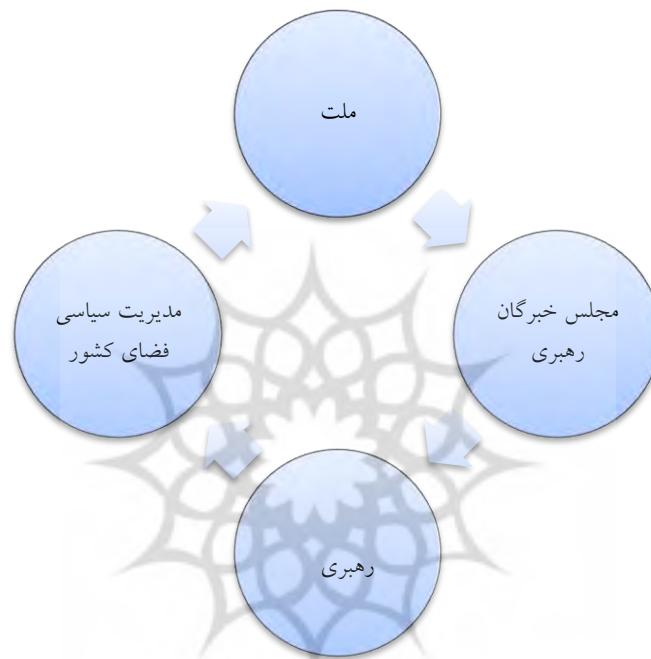 ملت
مجلس خبرگان
رهبری
رهبری
مدیریت سیاسی
فضای کشور